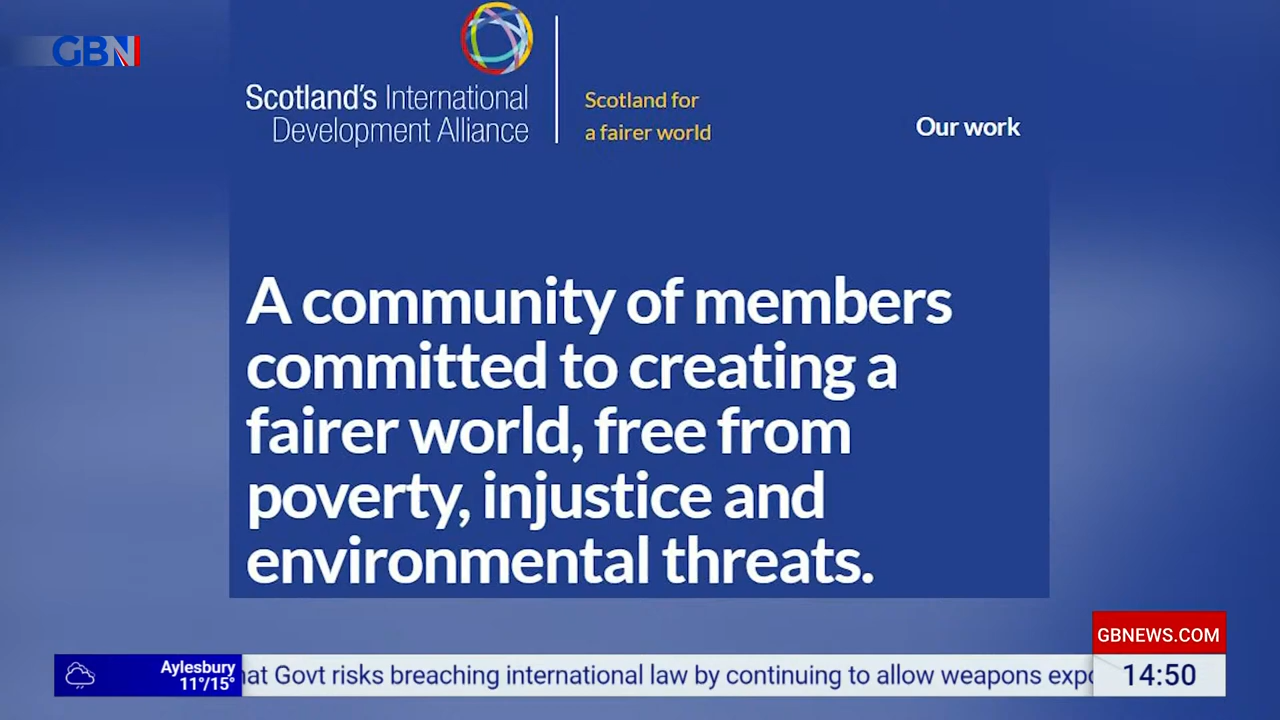 GBN
Scotland's International
Development Alliance
Scotland for
a fairer world
Our work
A community of members
committed to creating a
fairer world, free from
poverty, injustice and
environmental threats.
GBNEWS.COM
Aylesbury
11°/15°
Govt risks breaching international law by continuing to allow weapons
14:50